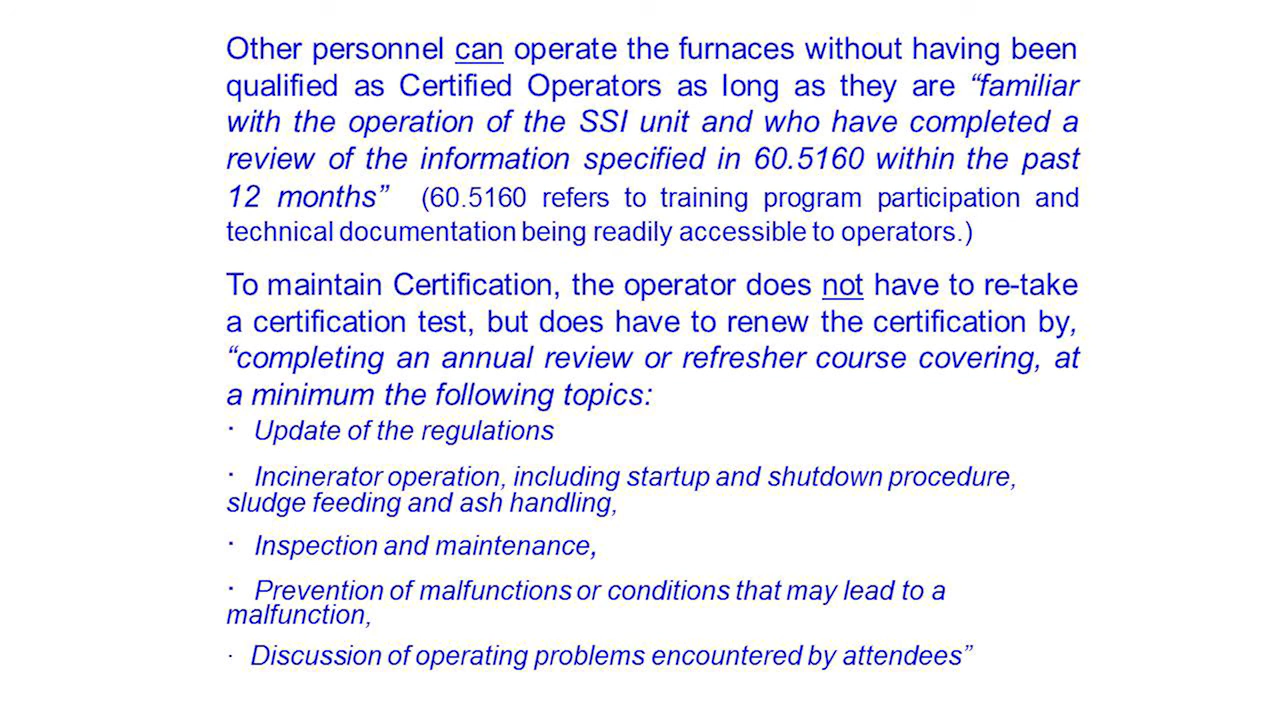 Other personnel can operate the furnaces without having been
qualified as Certified Operators as long as they are “familiar
with the operation of the SSI unit and who have completed a
review of the information specified in 60.5160 within the past
12 months” (60.5160 refers to training program participation and
technical documentation being readily accessible to operators.)
To maintain Certification, the operator does not have to re-take
a certification test, but does have to renew the certification by,
“completing an annual review or refresher course covering, at
a minimum the following topics:
· Update of the regulations
· Incinerator operation, including startup and shutdown procedure,
sludge feeding and ash handling,
· Inspection and maintenance,
· Prevention of malfunctions or conditions that may lead to a
malfunction,
· Discussion of operating problems encountered by attendees”